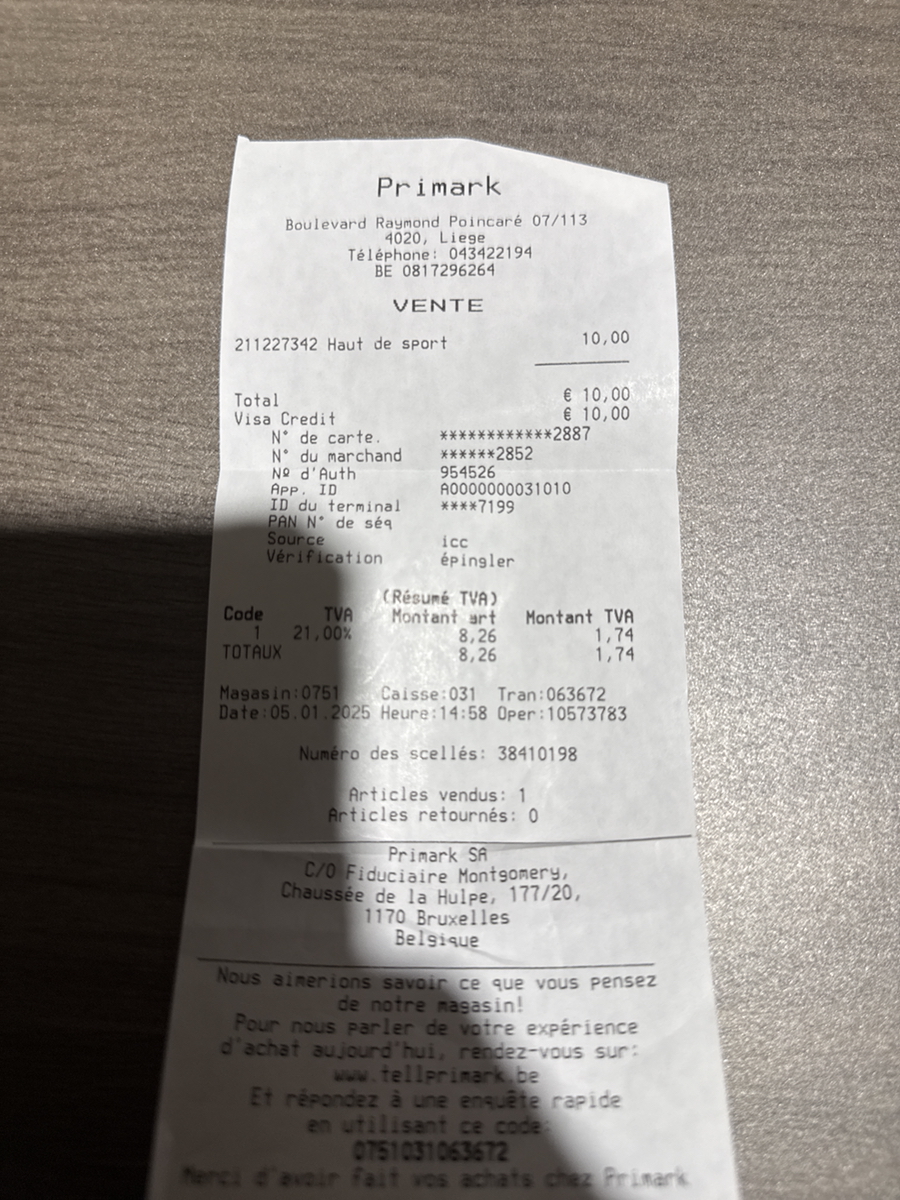 Primark
Boulevard Raymond Poincaré 07/113
4020, Liege
Téléphone: 043422194
BE 0817296264
VENTE
211227342 Haut de sport 10,00
Total € 10,00
Visa Credit € 10,00
N° de carte. ************2887
N° du marchand ******2852
Nº d'Auth 954526
App. ID A0000000031010
ID du terminal ****7199
PAN N° de séq
Source icc
Vérification épingler
(Résumé TVA)
Code TVA Montant art Montant TVA
1 21,00% 8,26 1,74
TOTAUX 8,26 1,74
Magasin:0751 Caisse:031 Tran:063672
Date:05.01.2025 Heure:14:58 Oper:10573783
Numéro des scellés: 38410198
Articles vendus: 1
Articles retournés: 0
Primark SA
C/O Fiduciaire Montgomery,
Chaussée de la Hulpe, 177/20,
1170 Bruxelles
Belgique
Nous aimerions savoir ce que vous pensez
de notre magasin!
Pour nous parler de votre expérience
d'achat aujourd'hui, rendez-vous sur:
www.tellprimark.be
Et répondez à une enquête rapide
en utilisant ce code:
0751031063672
Merci d'avoir fait vos achats chez Primark